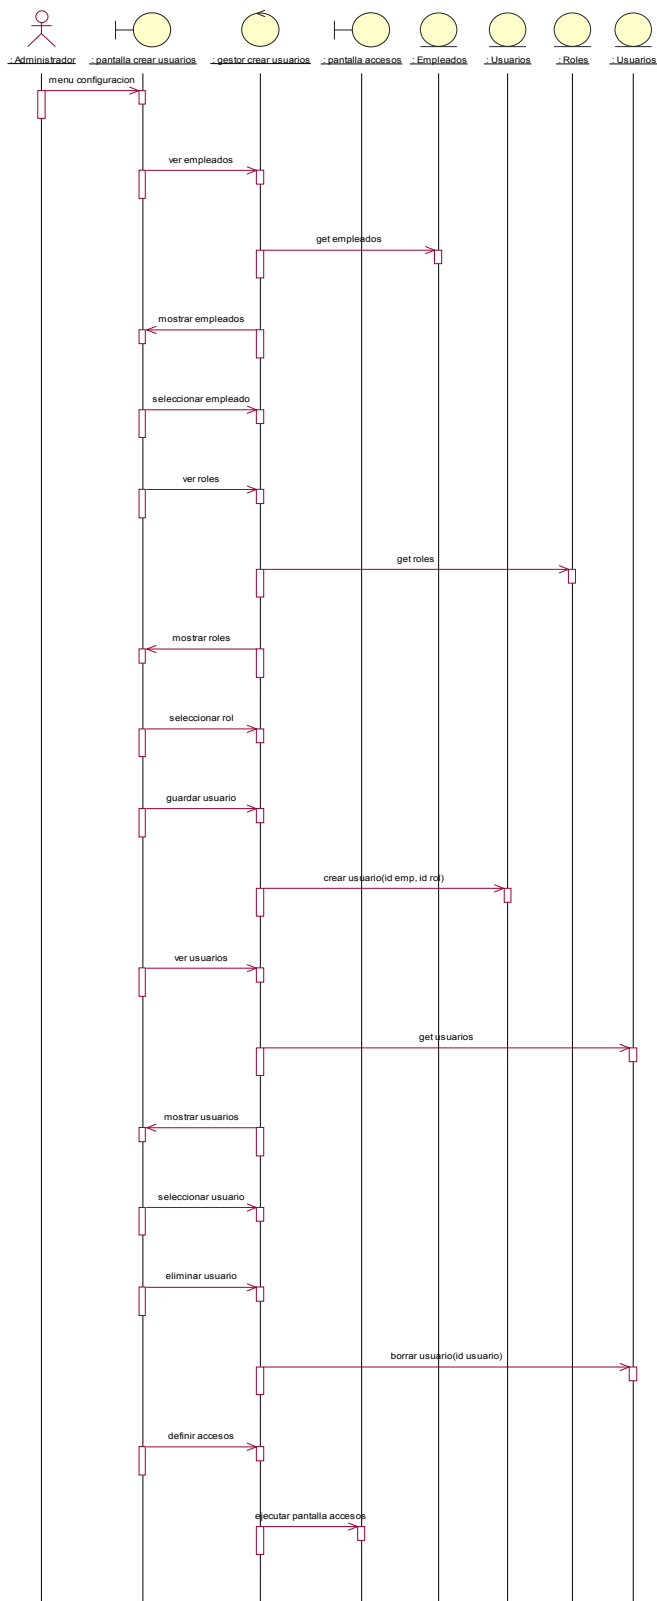 : Administrador
: pantalla crear usuarios
: gestor crear usuarios
: pantalla accesos
: Empleados
: Usuarios
: Roles
: Usuarios
menu configuracion
ver empleados
get empleados
mostrar empleados
seleccionar empleado
ver roles
get roles
mostrar roles
seleccionar rol
guardar usuario
crear usuario(id emp, id rol)
ver usuarios
get usuarios
mostrar usuarios
seleccionar usuario
eliminar usuario
borrar usuario(id usuario)
definir accesos
ejecutar pantalla accesos